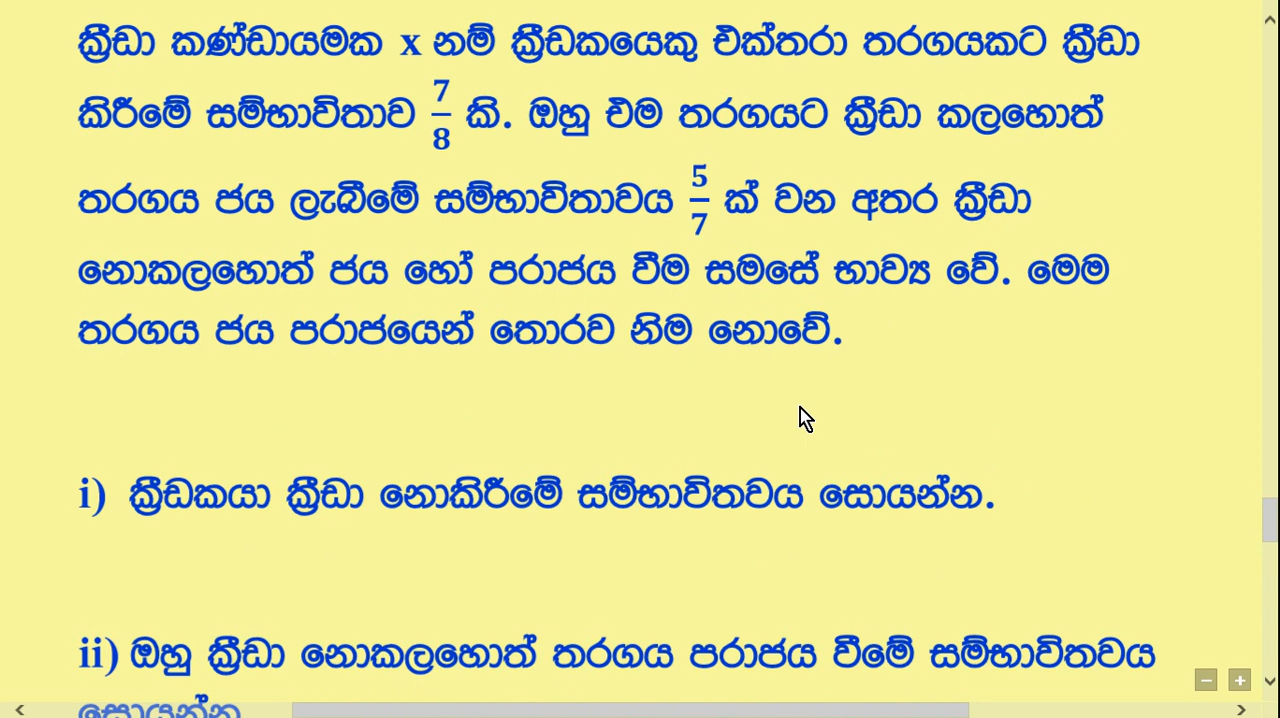 ක්‍රීඩා කණ්ඩායමක x නම් ක්‍රීඩකයෙකු එක්තරා තරගයකට ක්‍රීඩා
කිරීමේ සම්භාවිතාව 7/8 කි. ඔහු එම තරගයට ක්‍රීඩා කලහොත්
තරගය ජය ලැබීමේ සම්භාවිතාවය 5/7 ක් වන අතර ක්‍රීඩා
නොකලහොත් ජය හෝ පරාජය වීම සමසේ භාව්‍ය වේ. මෙම
තරගය ජය පරාජයෙන් තොරව නිම නොවේ.
i) ක්‍රීඩකයා ක්‍රීඩා නොකිරීමේ සම්භාවිතවය සොයන්න.
ii) ඔහු ක්‍රීඩා නොකලහොත් තරගය පරාජය වීමේ සම්භාවිතවය
සොයන්න